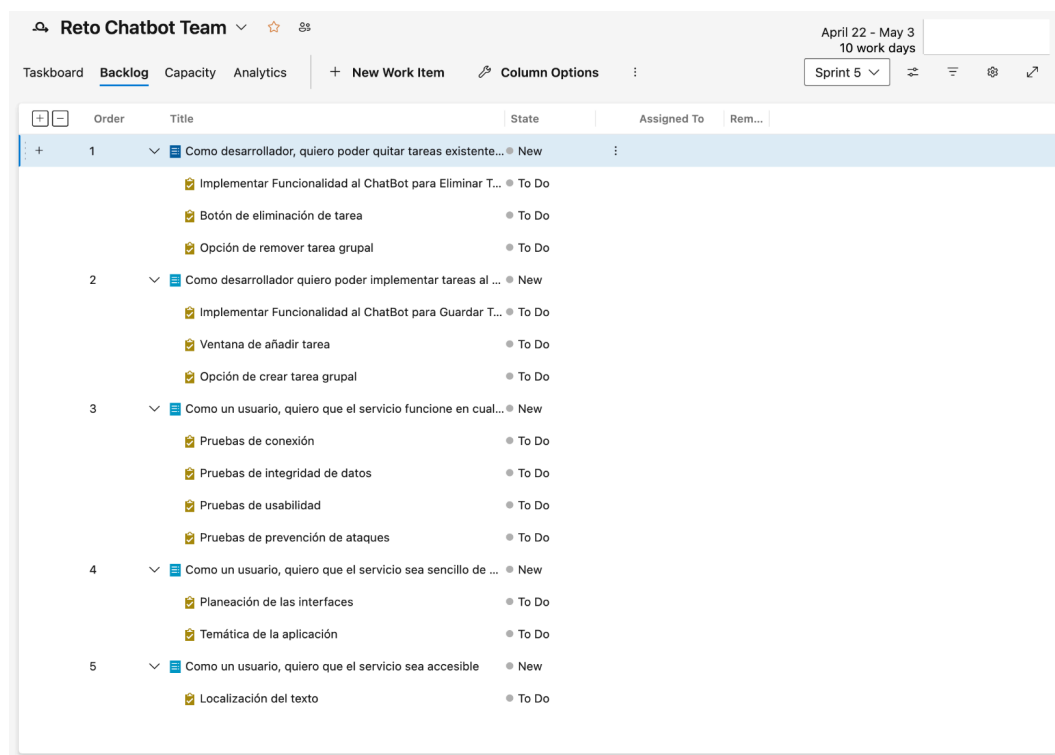 Reto Chatbot Team
April 22 - May 3
10 work days
Taskboard Backlog Capacity Analytics + New Work Item Column Options Sprint 5
Order Title State Assigned To Rem...
1 Como desarrollador, quiero poder quitar tareas existente... New
Implementar Funcionalidad al ChatBot para Eliminar T... To Do
Botón de eliminación de tarea To Do
Opción de remover tarea grupal To Do
2 Como desarrollador quiero poder implementar tareas al ... New
Implementar Funcionalidad al ChatBot para Guardar T... To Do
Ventana de añadir tarea To Do
Opción de crear tarea grupal To Do
3 Como un usuario, quiero que el servicio funcione en cual... New
Pruebas de conexión To Do
Pruebas de integridad de datos To Do
Pruebas de usabilidad To Do
Pruebas de prevención de ataques To Do
4 Como un usuario, quiero que el servicio sea sencillo de ... New
Planeación de las interfaces To Do
Temática de la aplicación To Do
5 Como un usuario, quiero que el servicio sea accesible New
Localización del texto To Do